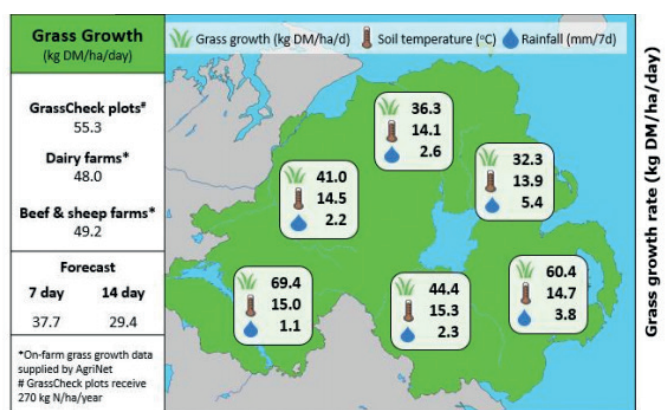 Grass Growth
(kg DM/ha/day)
GrassCheck plots#
55.3
Dairy farms*
48.0
Beef & sheep farms*
49.2
Forecast
7 day 14 day
37.7 29.4
*On-farm grass growth data
supplied by AgriNet
# GrassCheck plots receive
270 kg N/ha/year
Grass growth (kg DM/ha/d) Soil temperature (°C) Rainfall (mm/7d)
36.3
14.1
2.6
32.3
13.9
5.4
41.0
14.5
2.2
69.4
15.0
1.1
44.4
15.3
2.3
60.4
14.7
3.8
Grass growth rate (kg DM/ha/day)